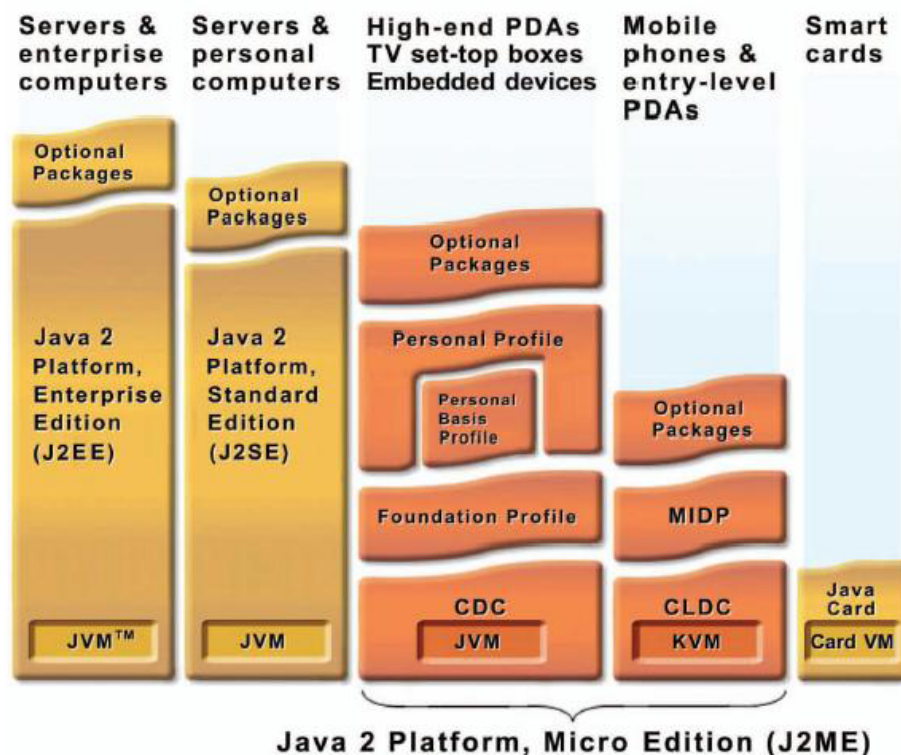 Servers &
enterprise
computers
Servers &
personal
computers
High-end PDAs
TV set-top boxes
Embedded devices
Mobile
phones &
entry-level
PDAs
Smart
cards
Optional
Packages
Java 2
Platform,
Enterprise
Edition
(J2EE)
JVM™
Optional
Packages
Java 2
Platform,
Standard
Edition
(J2SE)
JVM
Optional
Packages
Personal Profile
Personal
Basis
Profile
Foundation Profile
CDC
JVM
Optional
Packages
MIDP
CLDC
KVM
Java
Card
Card VM
Java 2 Platform, Micro Edition (J2ME)